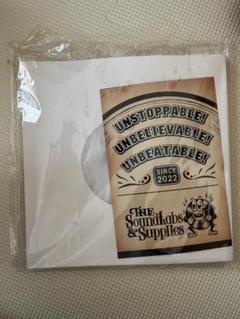 UNSTOPPABLE!
UNBELIEVABLE!
UNBEATABLE!
SINCE
2022
THE
SOUNDLABS
& SUPPLIES